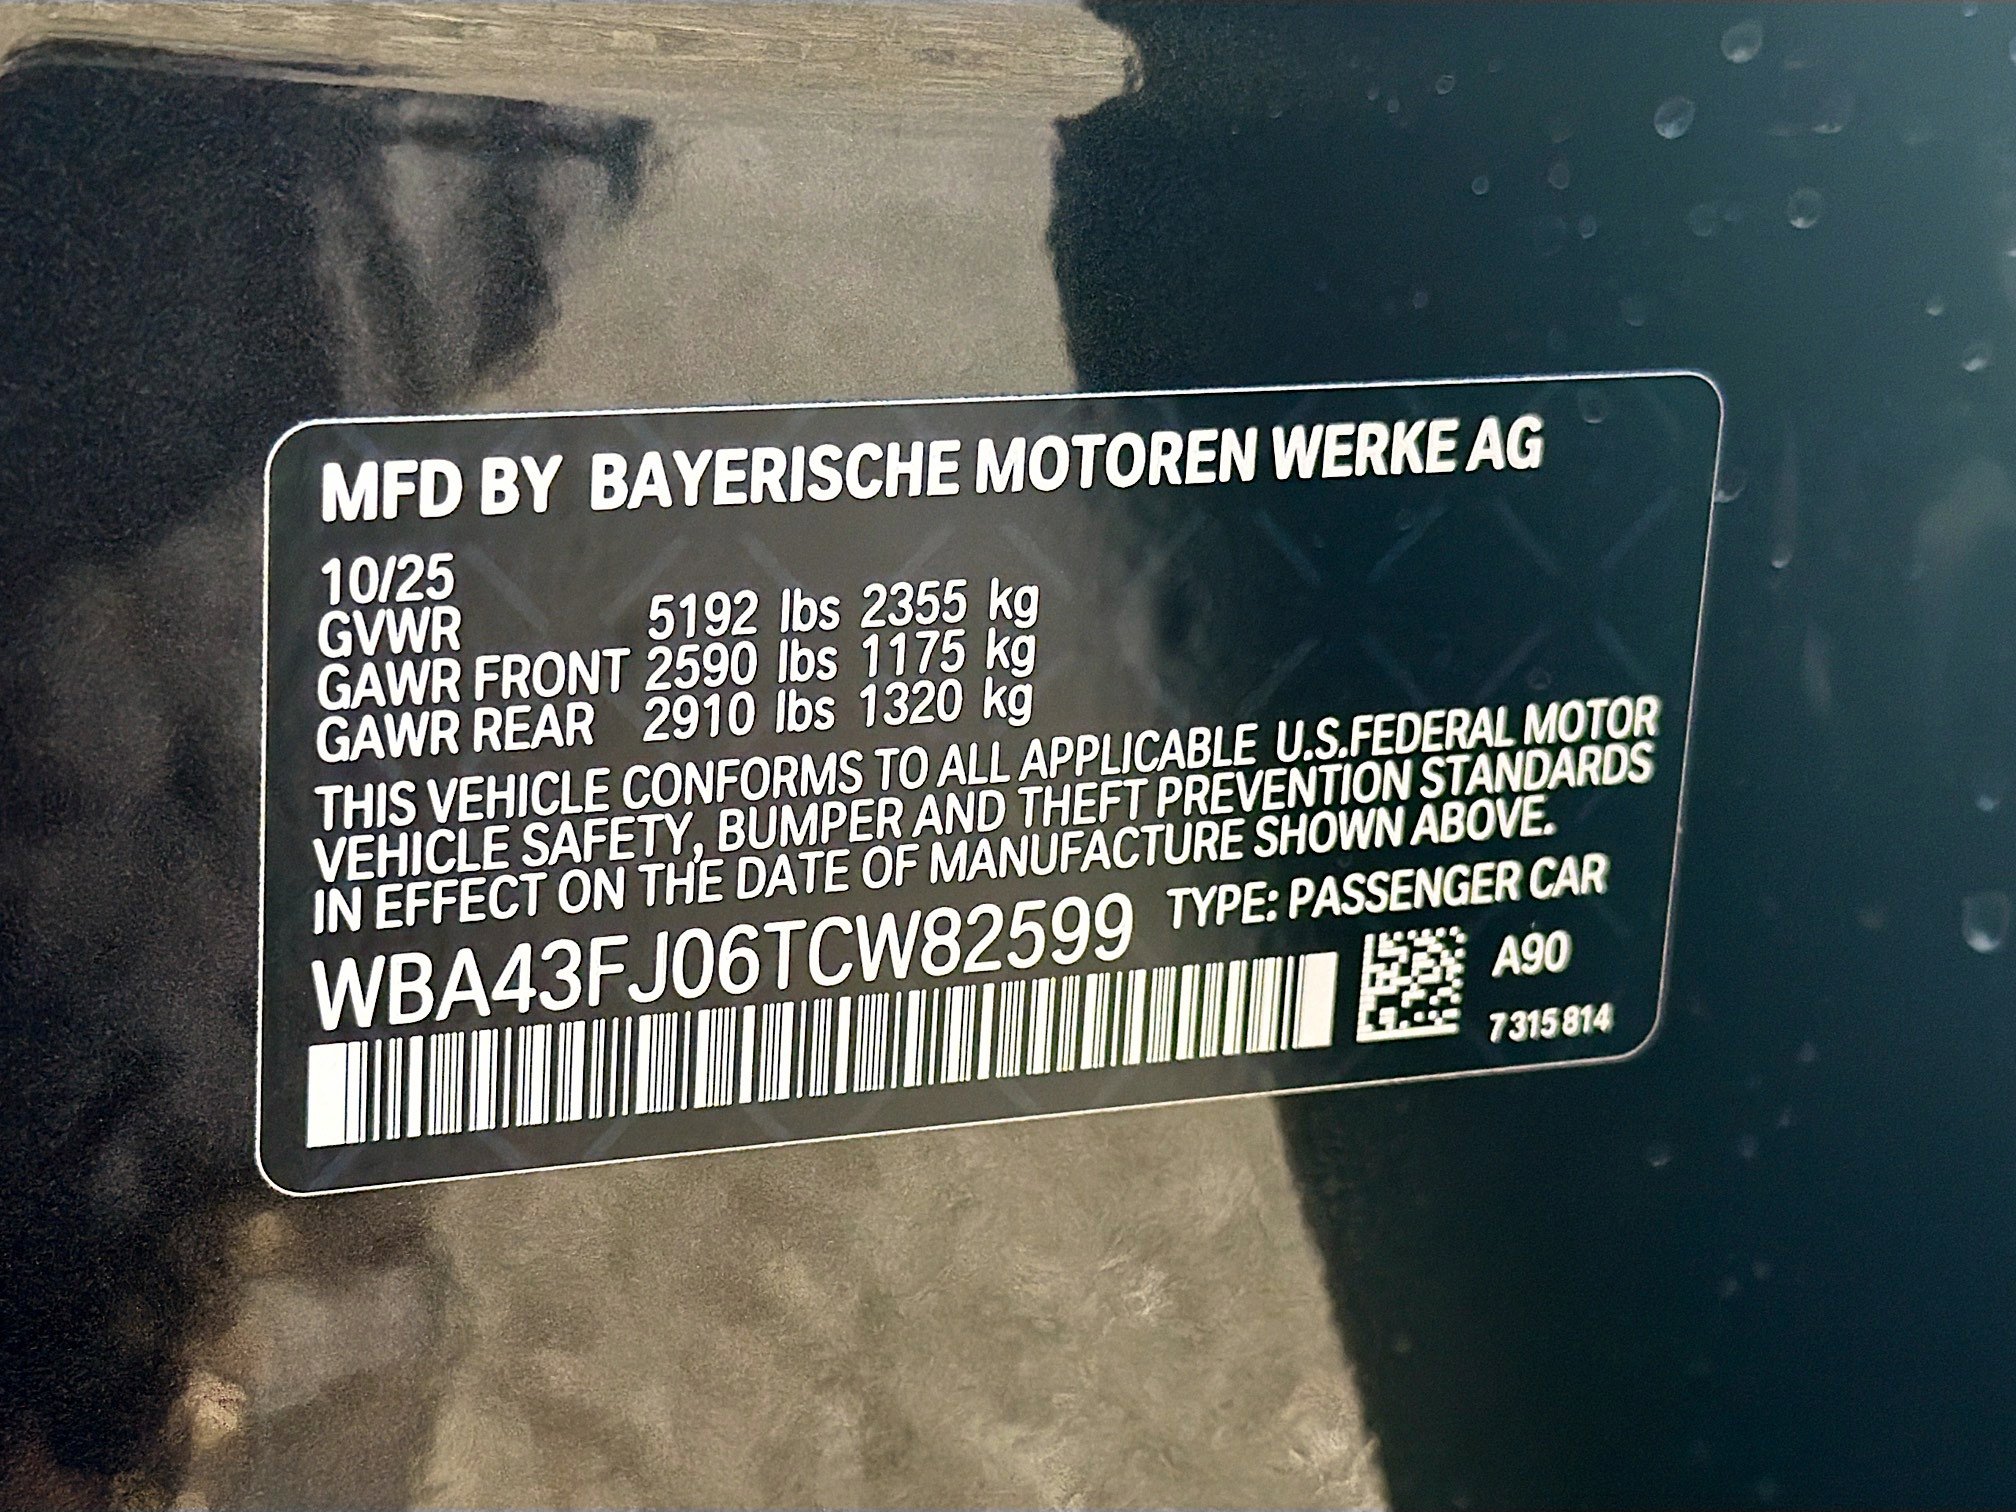 MFD BY BAYERISCHE MOTOREN WERKE AG
10/25
GVWR 5192 lbs 2355 kg
GAWR FRONT 2590 lbs 1175 kg
GAWR REAR 2910 lbs 1320 kg
THIS VEHICLE CONFORMS TO ALL APPLICABLE U.S.FEDERAL MOTOR
VEHICLE SAFETY, BUMPER AND THEFT PREVENTION STANDARDS
IN EFFECT ON THE DATE OF MANUFACTURE SHOWN ABOVE.
WBA43FJ06TCW82599 TYPE: PASSENGER CAR
A90
7315814